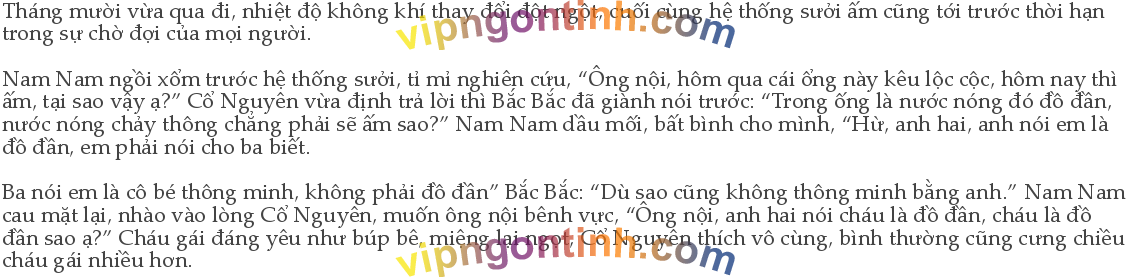 Tháng mười vừa qua đi, nhiệt độ không khí thay đổi đột ngột, cuối cùng hệ thống sưởi ấm cũng tới trước thời hạn
trong sự chờ đợi của mọi người.
vipngontinh.com
Nam Nam ngồi xổm trước hệ thống sưởi, tỉ mỉ nghiên cứu, “Ông nội, hôm qua cái ổng này kêu lộc cộc, hôm nay thì
ấm, tại sao vậy ạ?” Cổ Nguyên vừa định trả lời thì Bắc Bắc đã giành nói trước: “Trong ống là nước nóng đó đồ đần,
nước nóng chảy thông chẳng phải sẽ ấm sao?” Nam Nam dẩu mối, bất bình cho mình, “Hừ, anh hai, anh nói em là
đồ đần, em phải nói cho ba biết.
Ba nói em là cô bé thông minh, không phải đồ đần” Bắc Bắc: “Dù sao cũng không thông minh bằng anh.” Nam Nam
cau mặt lại, nhào vào lòng Cổ Nguyên, muốn ông nội bênh vực, “Ông nội, anh hai nói cháu là đồ đần, cháu là đồ
đần sao ạ?” Cháu gái đáng yêu như búp bê, miệng lại ngọt, Cổ Nguyên thích vô cùng, bình thường cũng cưng chiều
cháu gái nhiều hơn.
vipngontinh.com